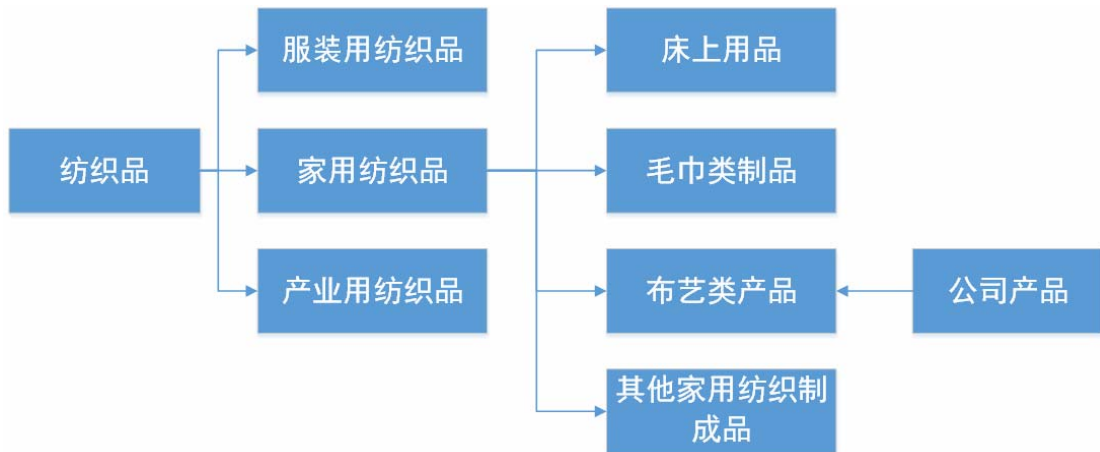 服装用纺织品
床上用品
纺织品
家用纺织品
毛巾类制品
产业用纺织品
布艺类产品
公司产品
其他家用纺织制
成品